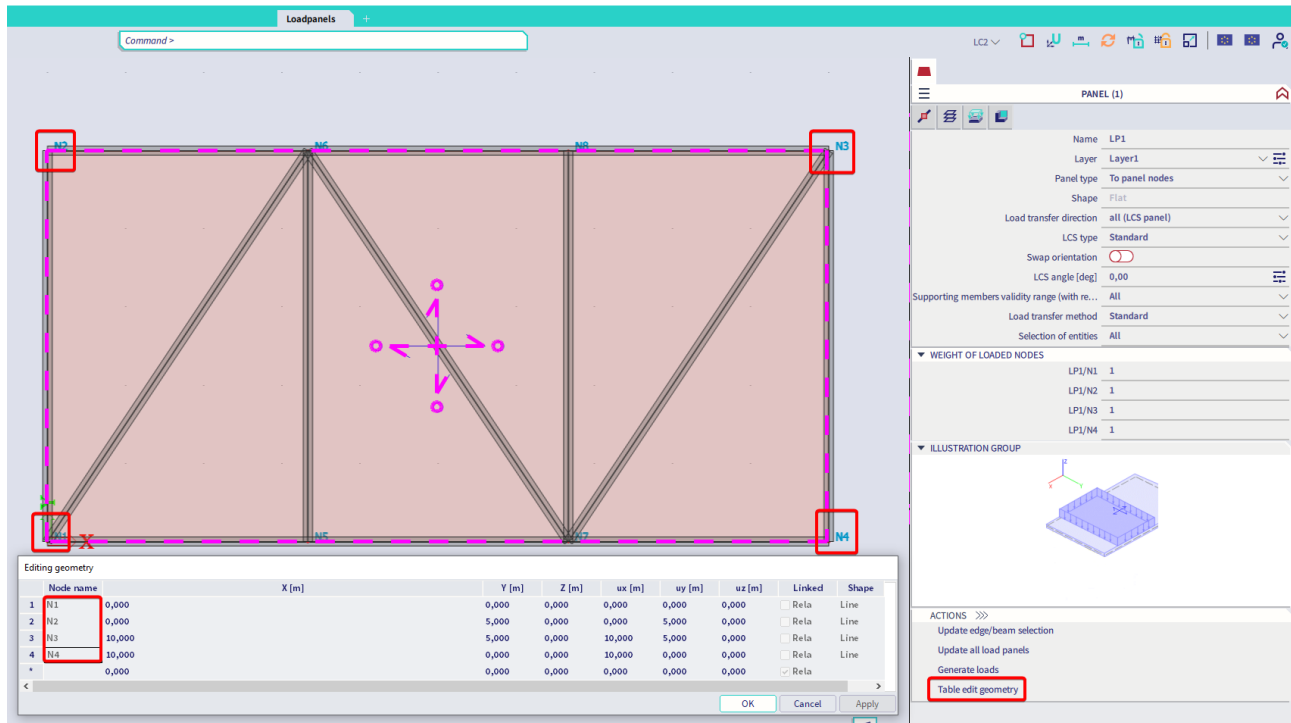 Loadpanels +
Command >
LC2
N2 N6 N8 N3
N1 X N5 N7 N4
PANEL (1)
Name LP1
Layer Layer1
Panel type To panel nodes
Shape Flat
Load transfer direction all (LCS panel)
LCS type Standard
Swap orientation
LCS angle [deg] 0,00
Supporting members validity range (with re... All
Load transfer method Standard
Selection of entities All
WEIGHT OF LOADED NODES
LP1/N1 1
LP1/N2 1
LP1/N3 1
LP1/N4 1
ILLUSTRATION GROUP
Z
X Y
ACTIONS >>>
Update edge/beam selection
Update all load panels
Generate loads
Table edit geometry
Editing geometry
Node name X [m] Y [m] Z [m] ux [m] uy [m] uz [m] Linked Shape
1 N1 0,000 0,000 0,000 0,000 0,000 0,000 Rela Line
2 N2 0,000 5,000 0,000 0,000 5,000 0,000 Rela Line
3 N3 10,000 5,000 0,000 10,000 5,000 0,000 Rela Line
4 N4 10,000 0,000 0,000 10,000 0,000 0,000 Rela Line
* 0,000 0,000 0,000 0,000 0,000 0,000 Rela
OK Cancel Apply